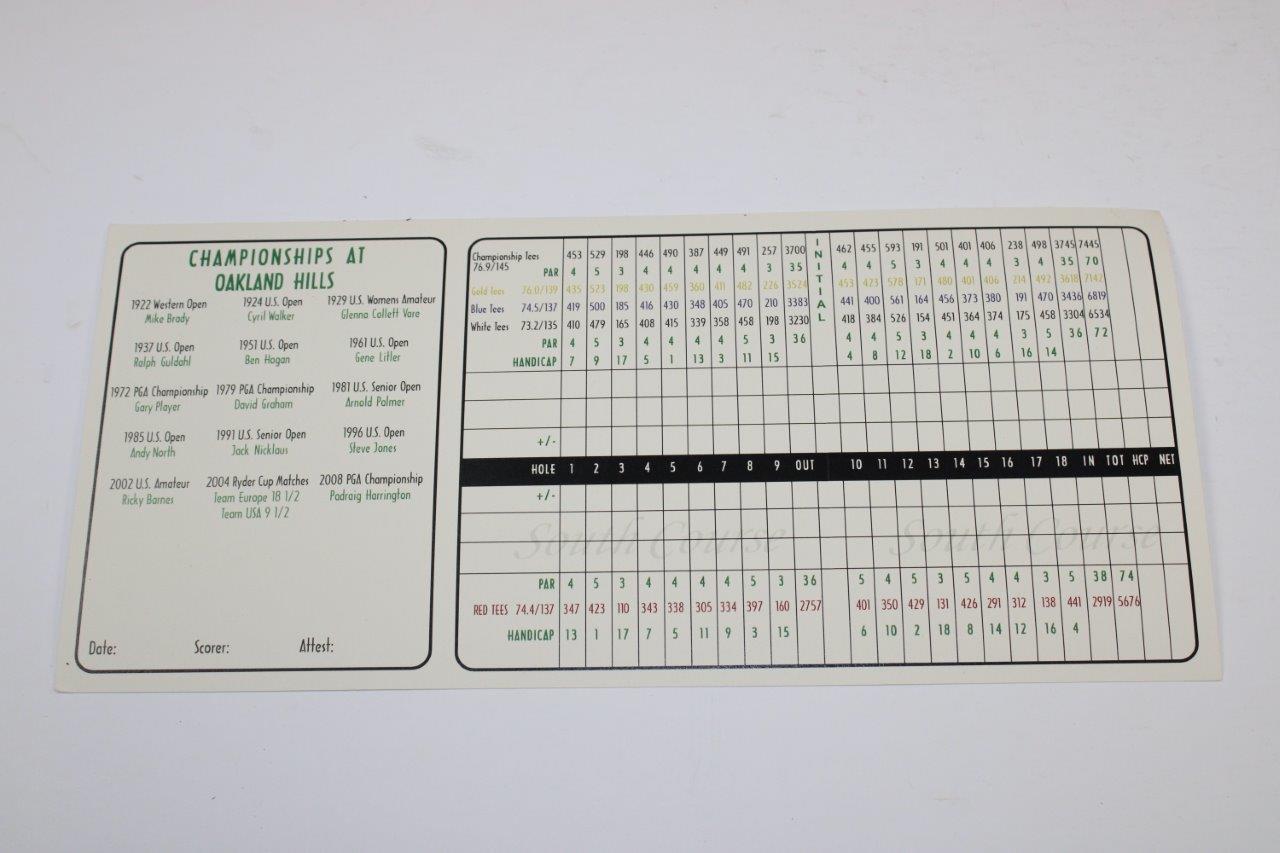 CHAMPIONSHIPS AT
OAKLAND HILLS
1922 Western Open 1924 U.S. Open 1929 U.S. Womens Amateur
Mike Brady Cyril Walker Glenna Collett Vare
1937 U.S. Open 1951 U.S. Open 1961 U.S. Open
Ralph Guldahl Ben Hogan Gene Litler
1972 PGA Championship 1979 PGA Championship 1981 U.S. Senior Open
Gary Player David Graham Arnold Palmer
1985 U.S. Open 1991 U.S. Senior Open 1996 U.S. Open
Andy North Jack Nicklaus Steve Jones
2002 U.S. Amateur 2004 Ryder Cup Matches 2008 PGA Championship
Ricky Barnes Team Europe 18 1/2 Padraig Harrington
Team USA 9 1/2
Date: Scorer: Attest:
Championship Tees 453 529 198 446 490 387 449 491 257 3700 INITIAL 462 455 593 191 501 401 406 238 498 3745 7445
76.9/145 PAR 4 5 3 4 4 4 4 4 3 35 4 4 5 3 4 4 4 3 4 35 70
Gold Tees 76.0/139 435 523 198 430 459 360 411 482 226 3524 453 423 578 171 480 401 406 214 492 3618 7142
Blue Tees 74.5/137 419 500 185 416 430 348 405 470 210 3383 441 400 561 164 456 373 380 191 470 3436 6819
White Tees 73.2/135 410 479 165 408 415 339 358 458 198 3230 418 384 526 154 451 364 374 175 458 3304 6534
PAR 4 5 3 4 4 4 4 5 3 36 4 4 5 3 4 4 4 3 5 36 72
HANDICAP 7 9 17 5 1 13 3 11 15 4 8 12 18 2 10 6 16 14
+/-
HOLE 1 2 3 4 5 6 7 8 9 OUT 10 11 12 13 14 15 16 17 18 IN TOT HCP NET
+/-
South Course South Course
PAR 4 5 3 4 4 4 4 5 3 36 5 4 5 3 5 4 4 3 5 38 74
RED TEES 74.4/137 347 423 110 343 338 305 334 397 160 2757 401 350 429 131 426 291 312 138 441 2919 5676
HANDICAP 13 1 17 7 5 11 9 3 15 6 10 2 18 8 14 12 16 4